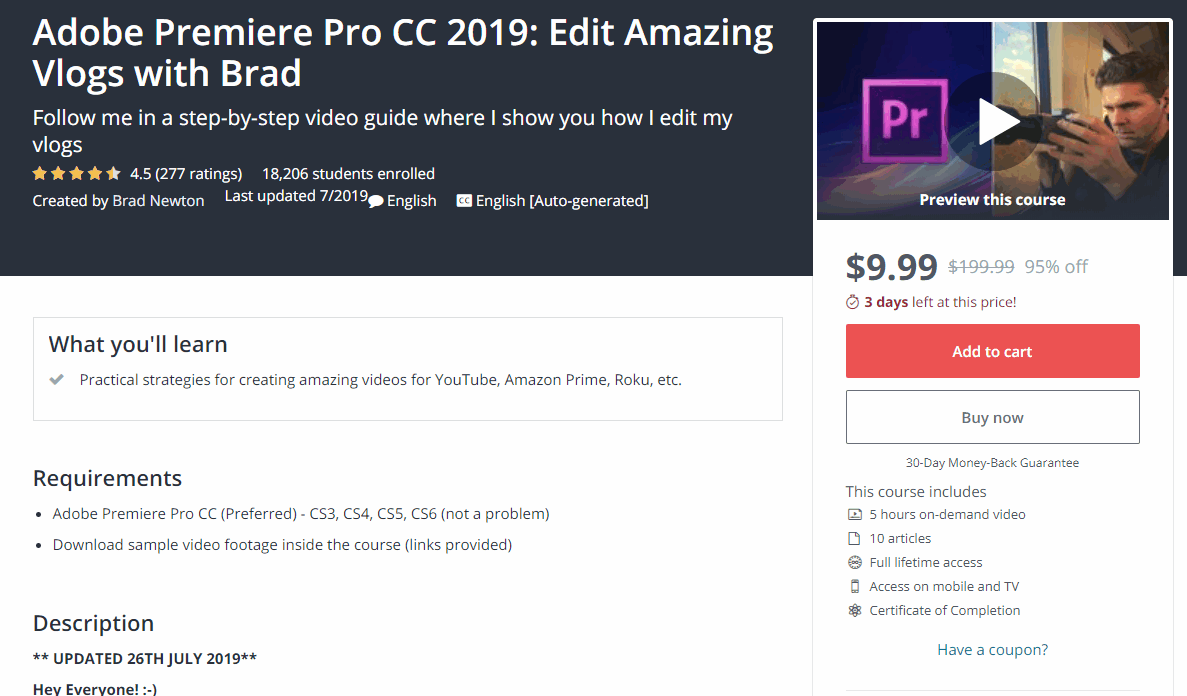 Adobe Premiere Pro CC 2019: Edit Amazing
Vlogs with Brad
Follow me in a step-by-step video guide where I show you how I edit my
vlogs
4.5 (277 ratings) 18,206 students enrolled
Created by Brad Newton Last updated 7/2019 English CC English [Auto-generated]
Pr
Preview this course
$9.99 $199.99 95% off
3 days left at this price!
Add to cart
Buy now
30-Day Money-Back Guarantee
This course includes
5 hours on-demand video
10 articles
Full lifetime access
Access on mobile and TV
Certificate of Completion
Have a coupon?
What you'll learn
Practical strategies for creating amazing videos for YouTube, Amazon Prime, Roku, etc.
Requirements
Adobe Premiere Pro CC (Preferred) - CS3, CS4, CS5, CS6 (not a problem)
Download sample video footage inside the course (links provided)
Description
** UPDATED 26TH JULY 2019**
Hey Everyone! :-)